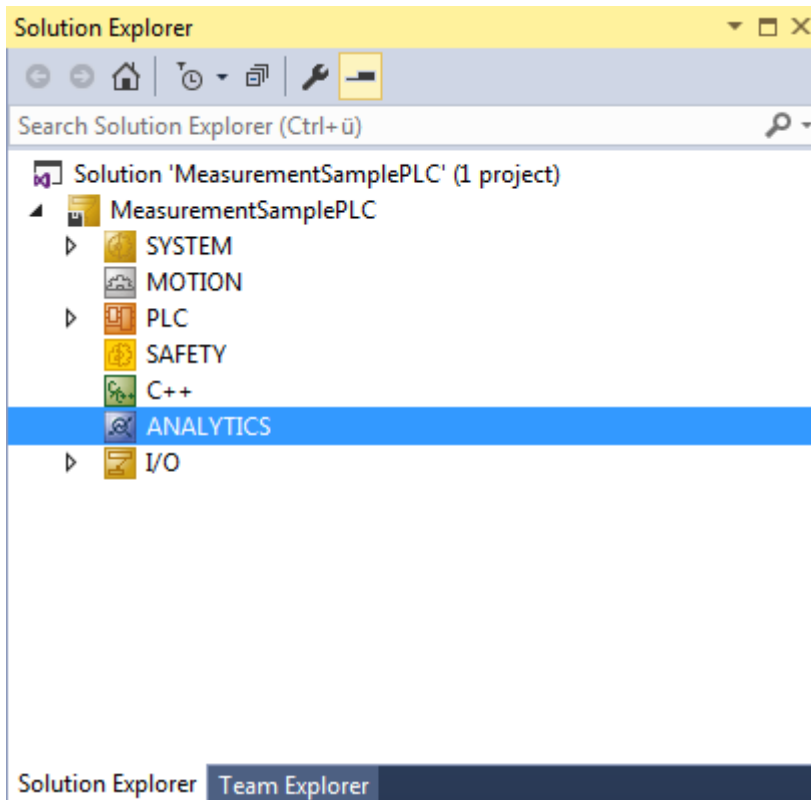 Solution Explorer
Search Solution Explorer (Ctrl+ü)
Solution 'MeasurementSamplePLC' (1 project)
MeasurementSamplePLC
SYSTEM
MOTION
PLC
SAFETY
C++
ANALYTICS
I/O
Solution Explorer Team Explorer